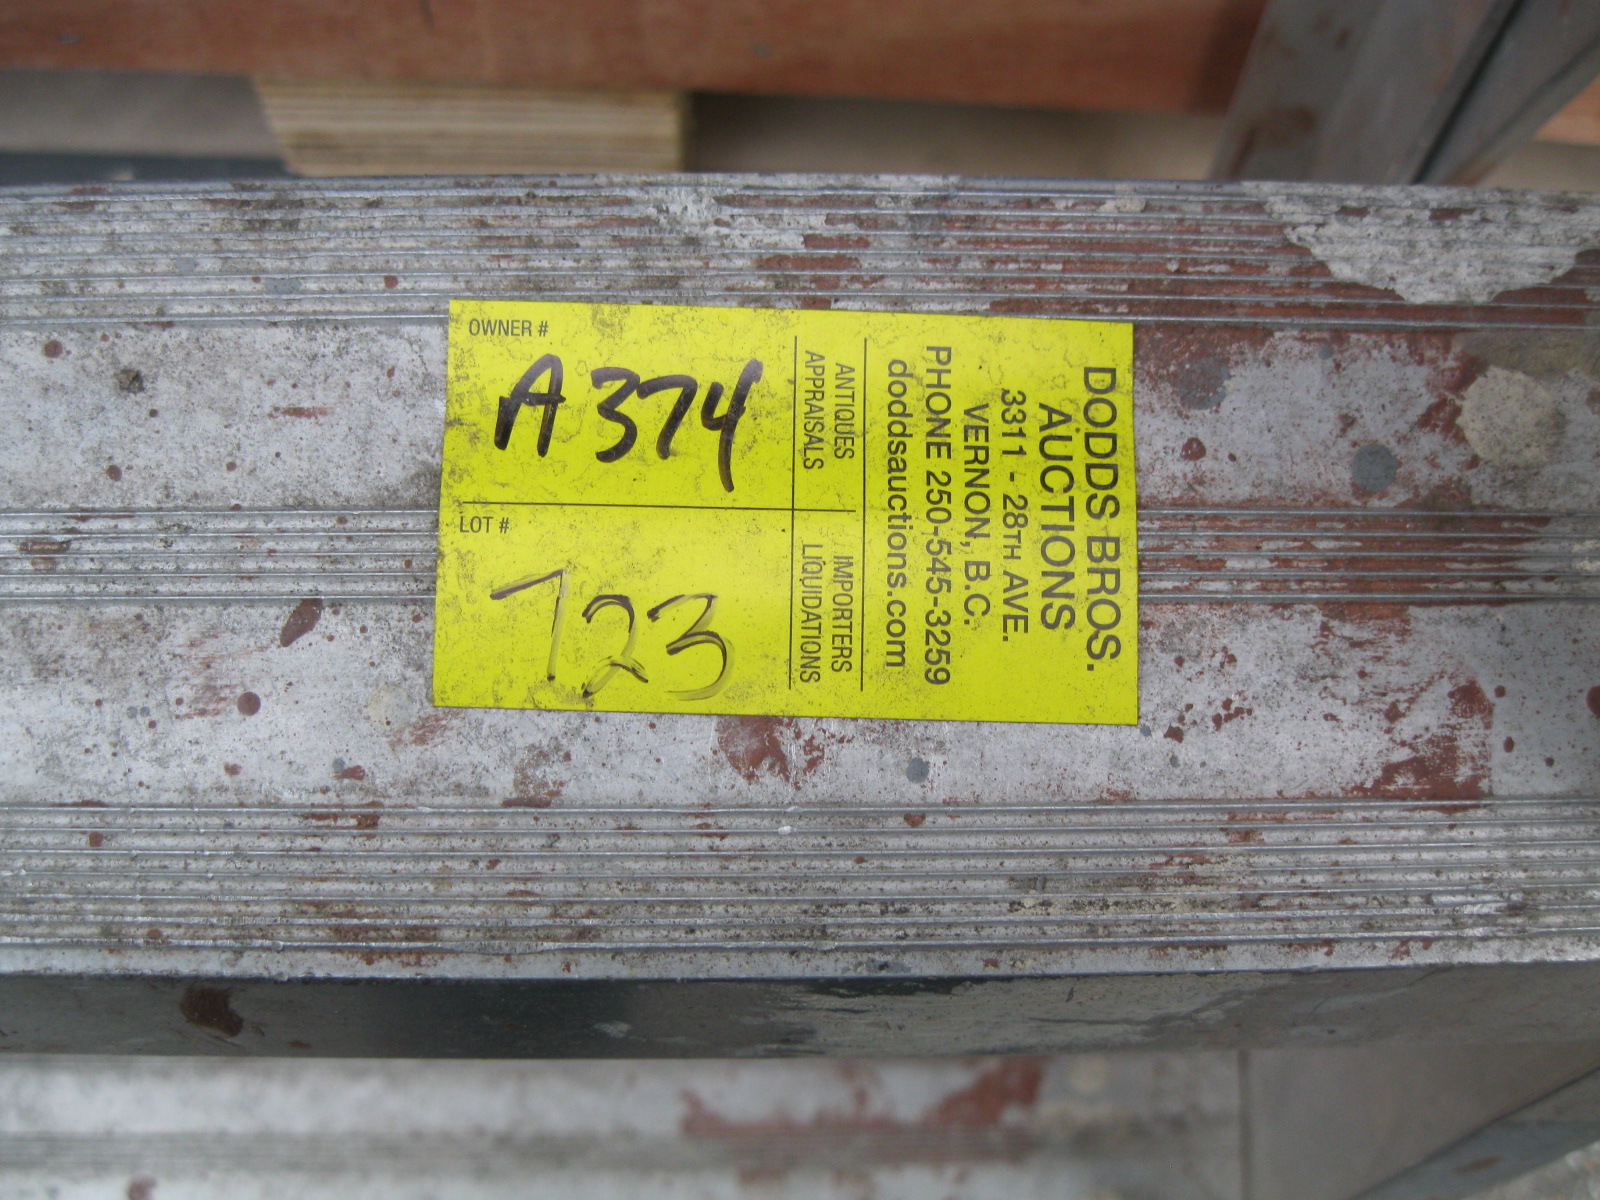 DODDS BROS.
AUCTIONS
3311 - 28TH AVE.
VERNON, B.C.
PHONE 250-545-3259
doddsauctions.com
ANTIQUES
APPRAISALS
IMPORTERS
LIQUIDATIONS
OWNER #
A374
LOT #
723